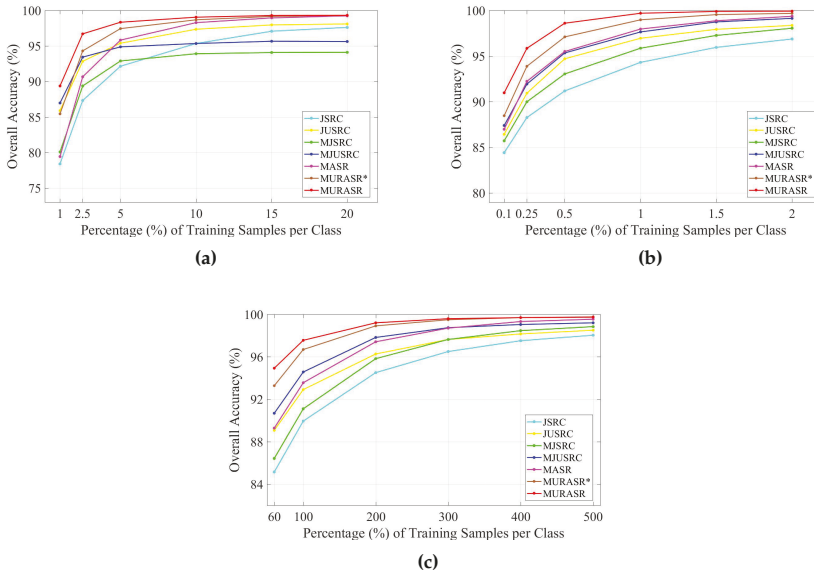 100
95
90
85
80
75
Overall Accuracy (%)
JSRC
JUSRC
MJSRC
MJUSRC
MASR
MURASR*
MURASR
1 2.5 5 10 15 20
Percentage (%) of Training Samples per Class
(a)
100
95
90
85
80
Overall Accuracy (%)
JSRC
JUSRC
MJSRC
MJUSRC
MASR
MURASR*
MURASR
0.1 0.25 0.5 1 1.5 2
Percentage (%) of Training Samples per Class
(b)
100
96
92
88
84
Overall Accuracy (%)
JSRC
JUSRC
MJSRC
MJUSRC
MASR
MURASR*
MURASR
60 100 200 300 400 500
Percentage (%) of Training Samples per Class
(c)